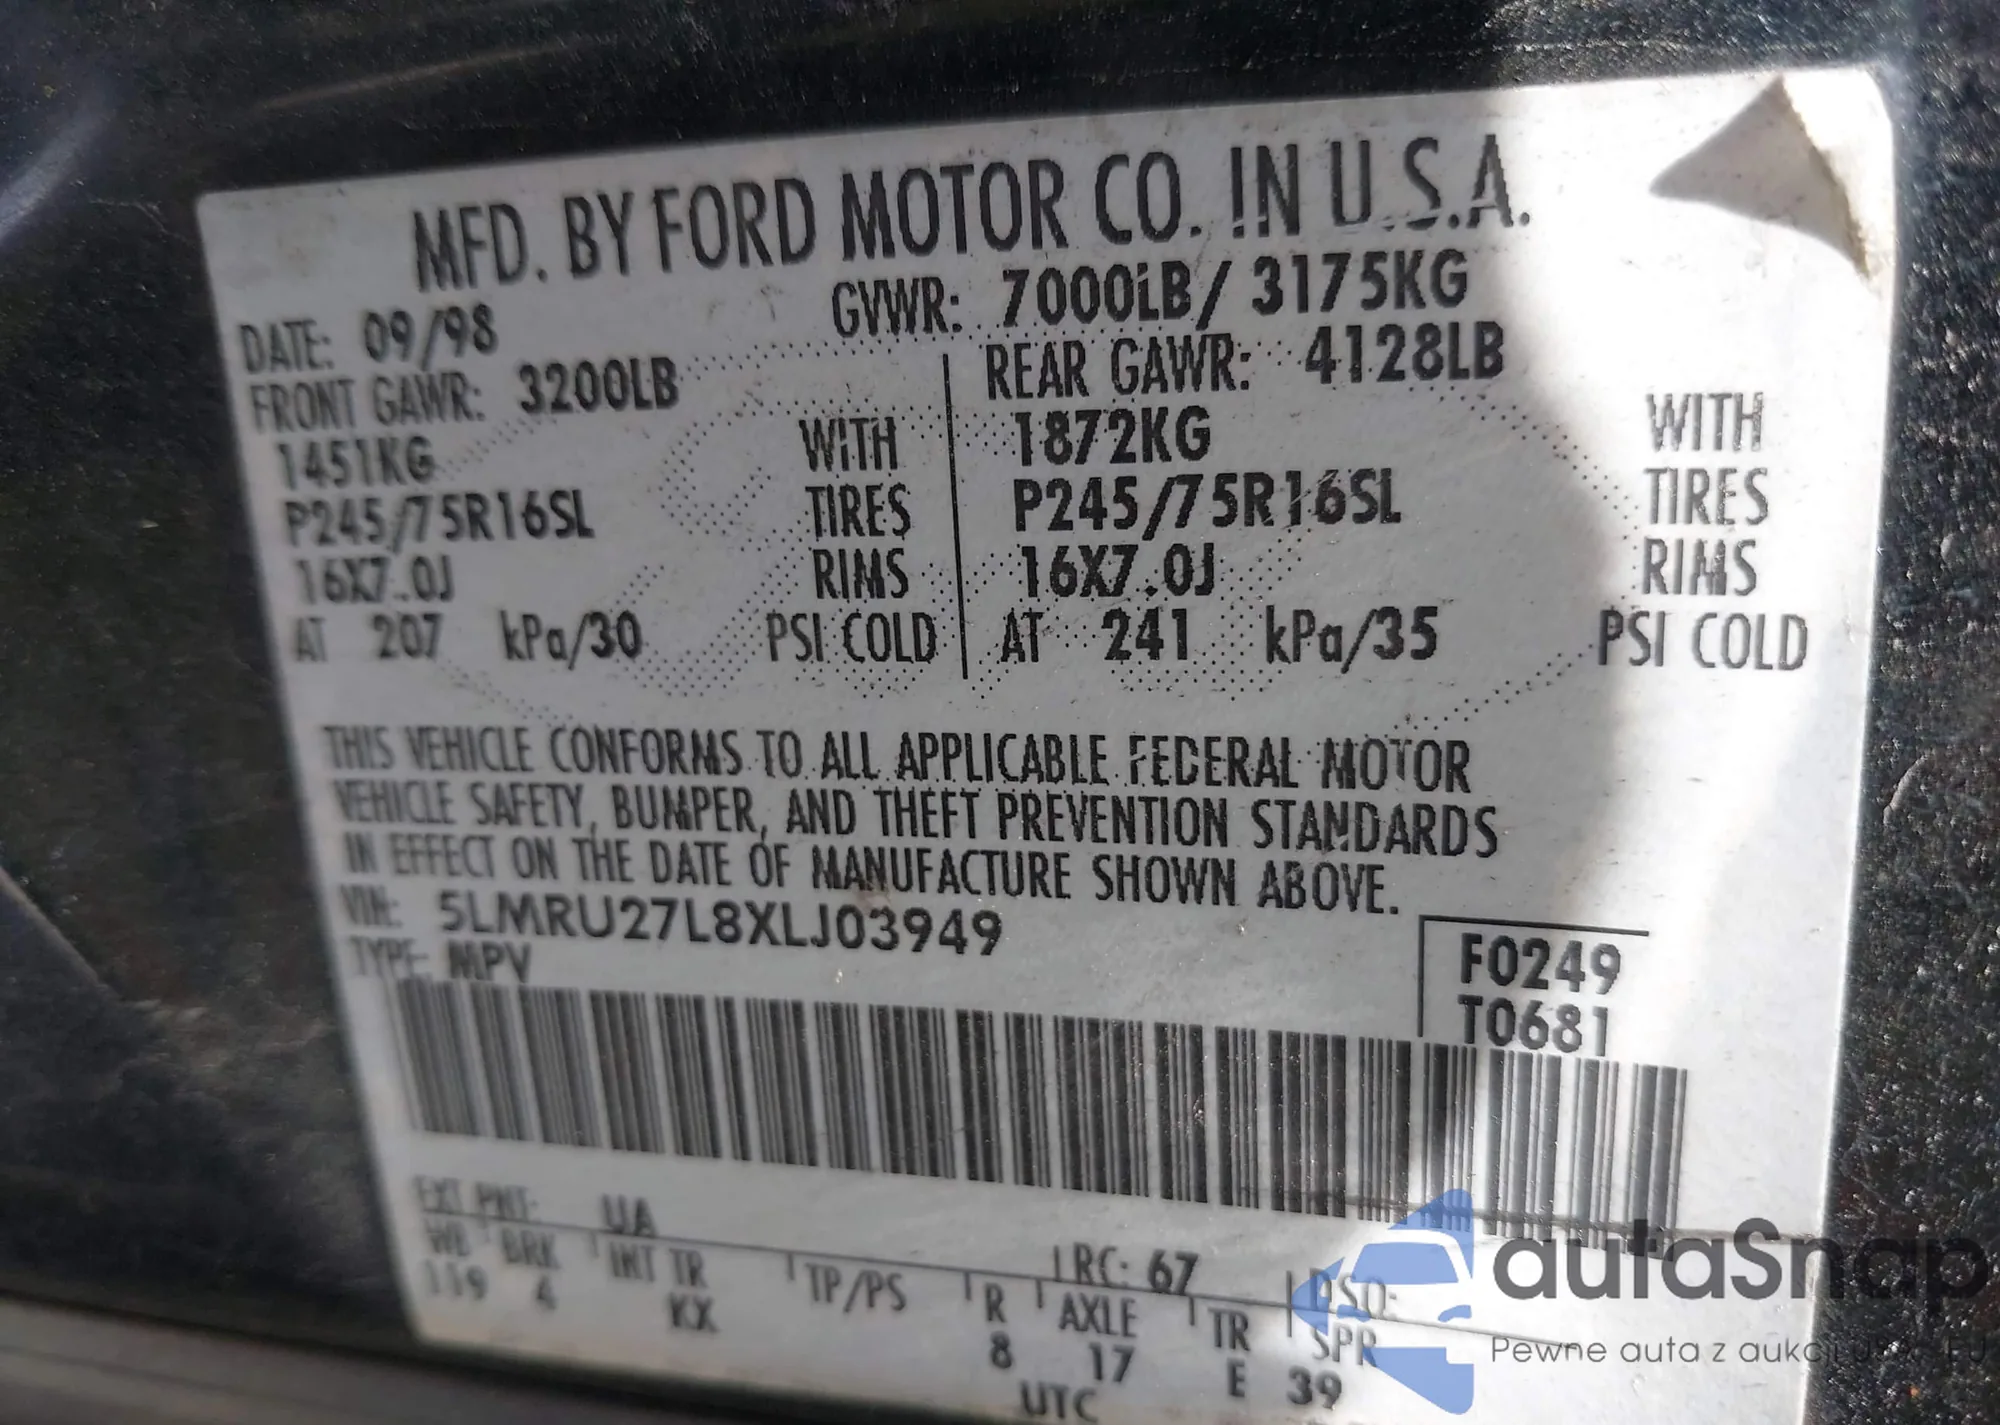 MFD. BY FORD MOTOR CO. IN U.S.A.
DATE: 09/98 GVWR: 7000LB/ 3175KG
FRONT GAWR: 3200LB REAR GAWR: 4128LB
1451KG WITH 1872KG WITH
P245/75R16SL TIRES P245/75R16SL TIRES
16X7.0J RIMS 16X7.0J RIMS
AT 207 kPa/30 PSI COLD AT 241 kPa/35 PSI COLD
THIS VEHICLE CONFORMS TO ALL APPLICABLE FEDERAL MOTOR
VEHICLE SAFETY, BUMPER, AND THEFT PREVENTION STANDARDS
IN EFFECT ON THE DATE OF MANUFACTURE SHOWN ABOVE.
VIN: 5LMRU27L8XLJ03949
TYPE: MPV
F0249
T0681
EXT PNT: UA RC: 67 DSO:
WB BRK INT TR TP/PS R AXLE TR SPR
119 4 KX 8 17 E 39
UTC
autaSnap
Pewne auta z aukcji